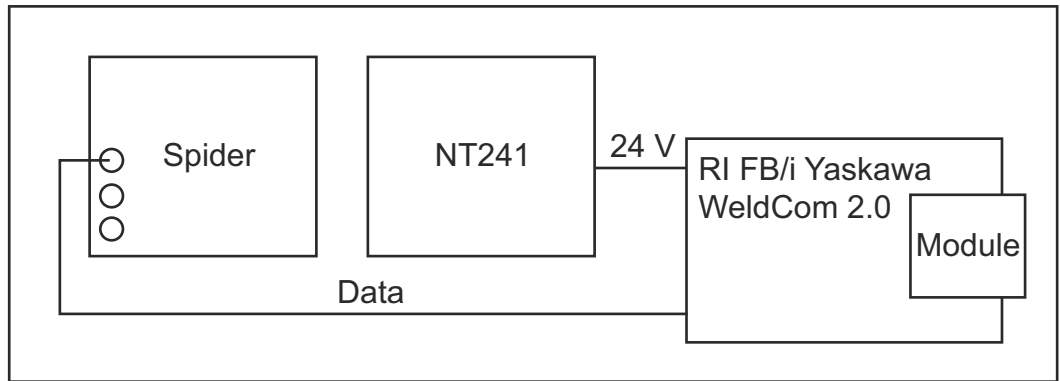 Spider
NT241
24 V
RI FB/i Yaskawa
WeldCom 2.0
Module
Data